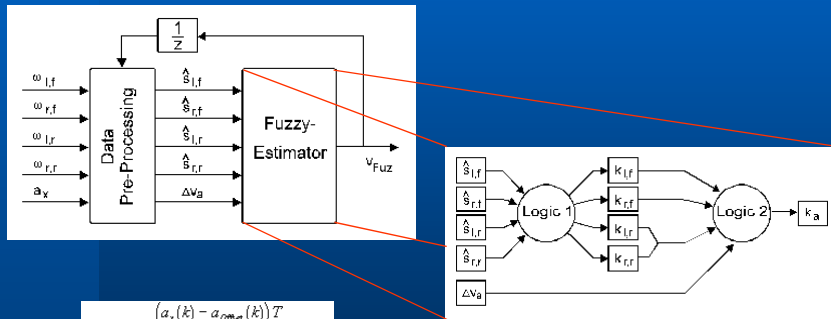 1/z
ω l,f
ω r,f
ω l,r
ω r,r
a x
Data
Pre-Processing
ŝ l,f
ŝ r,f
ŝ l,r
ŝ r,r
Δv a
Fuzzy-
Estimator
v Fuz
ŝ l,f
ŝ r,f
ŝ l,r
ŝ r,r
Δv a
Logic 1
k l,f
k r,f
k l,r
k r,r
Logic 2
k a